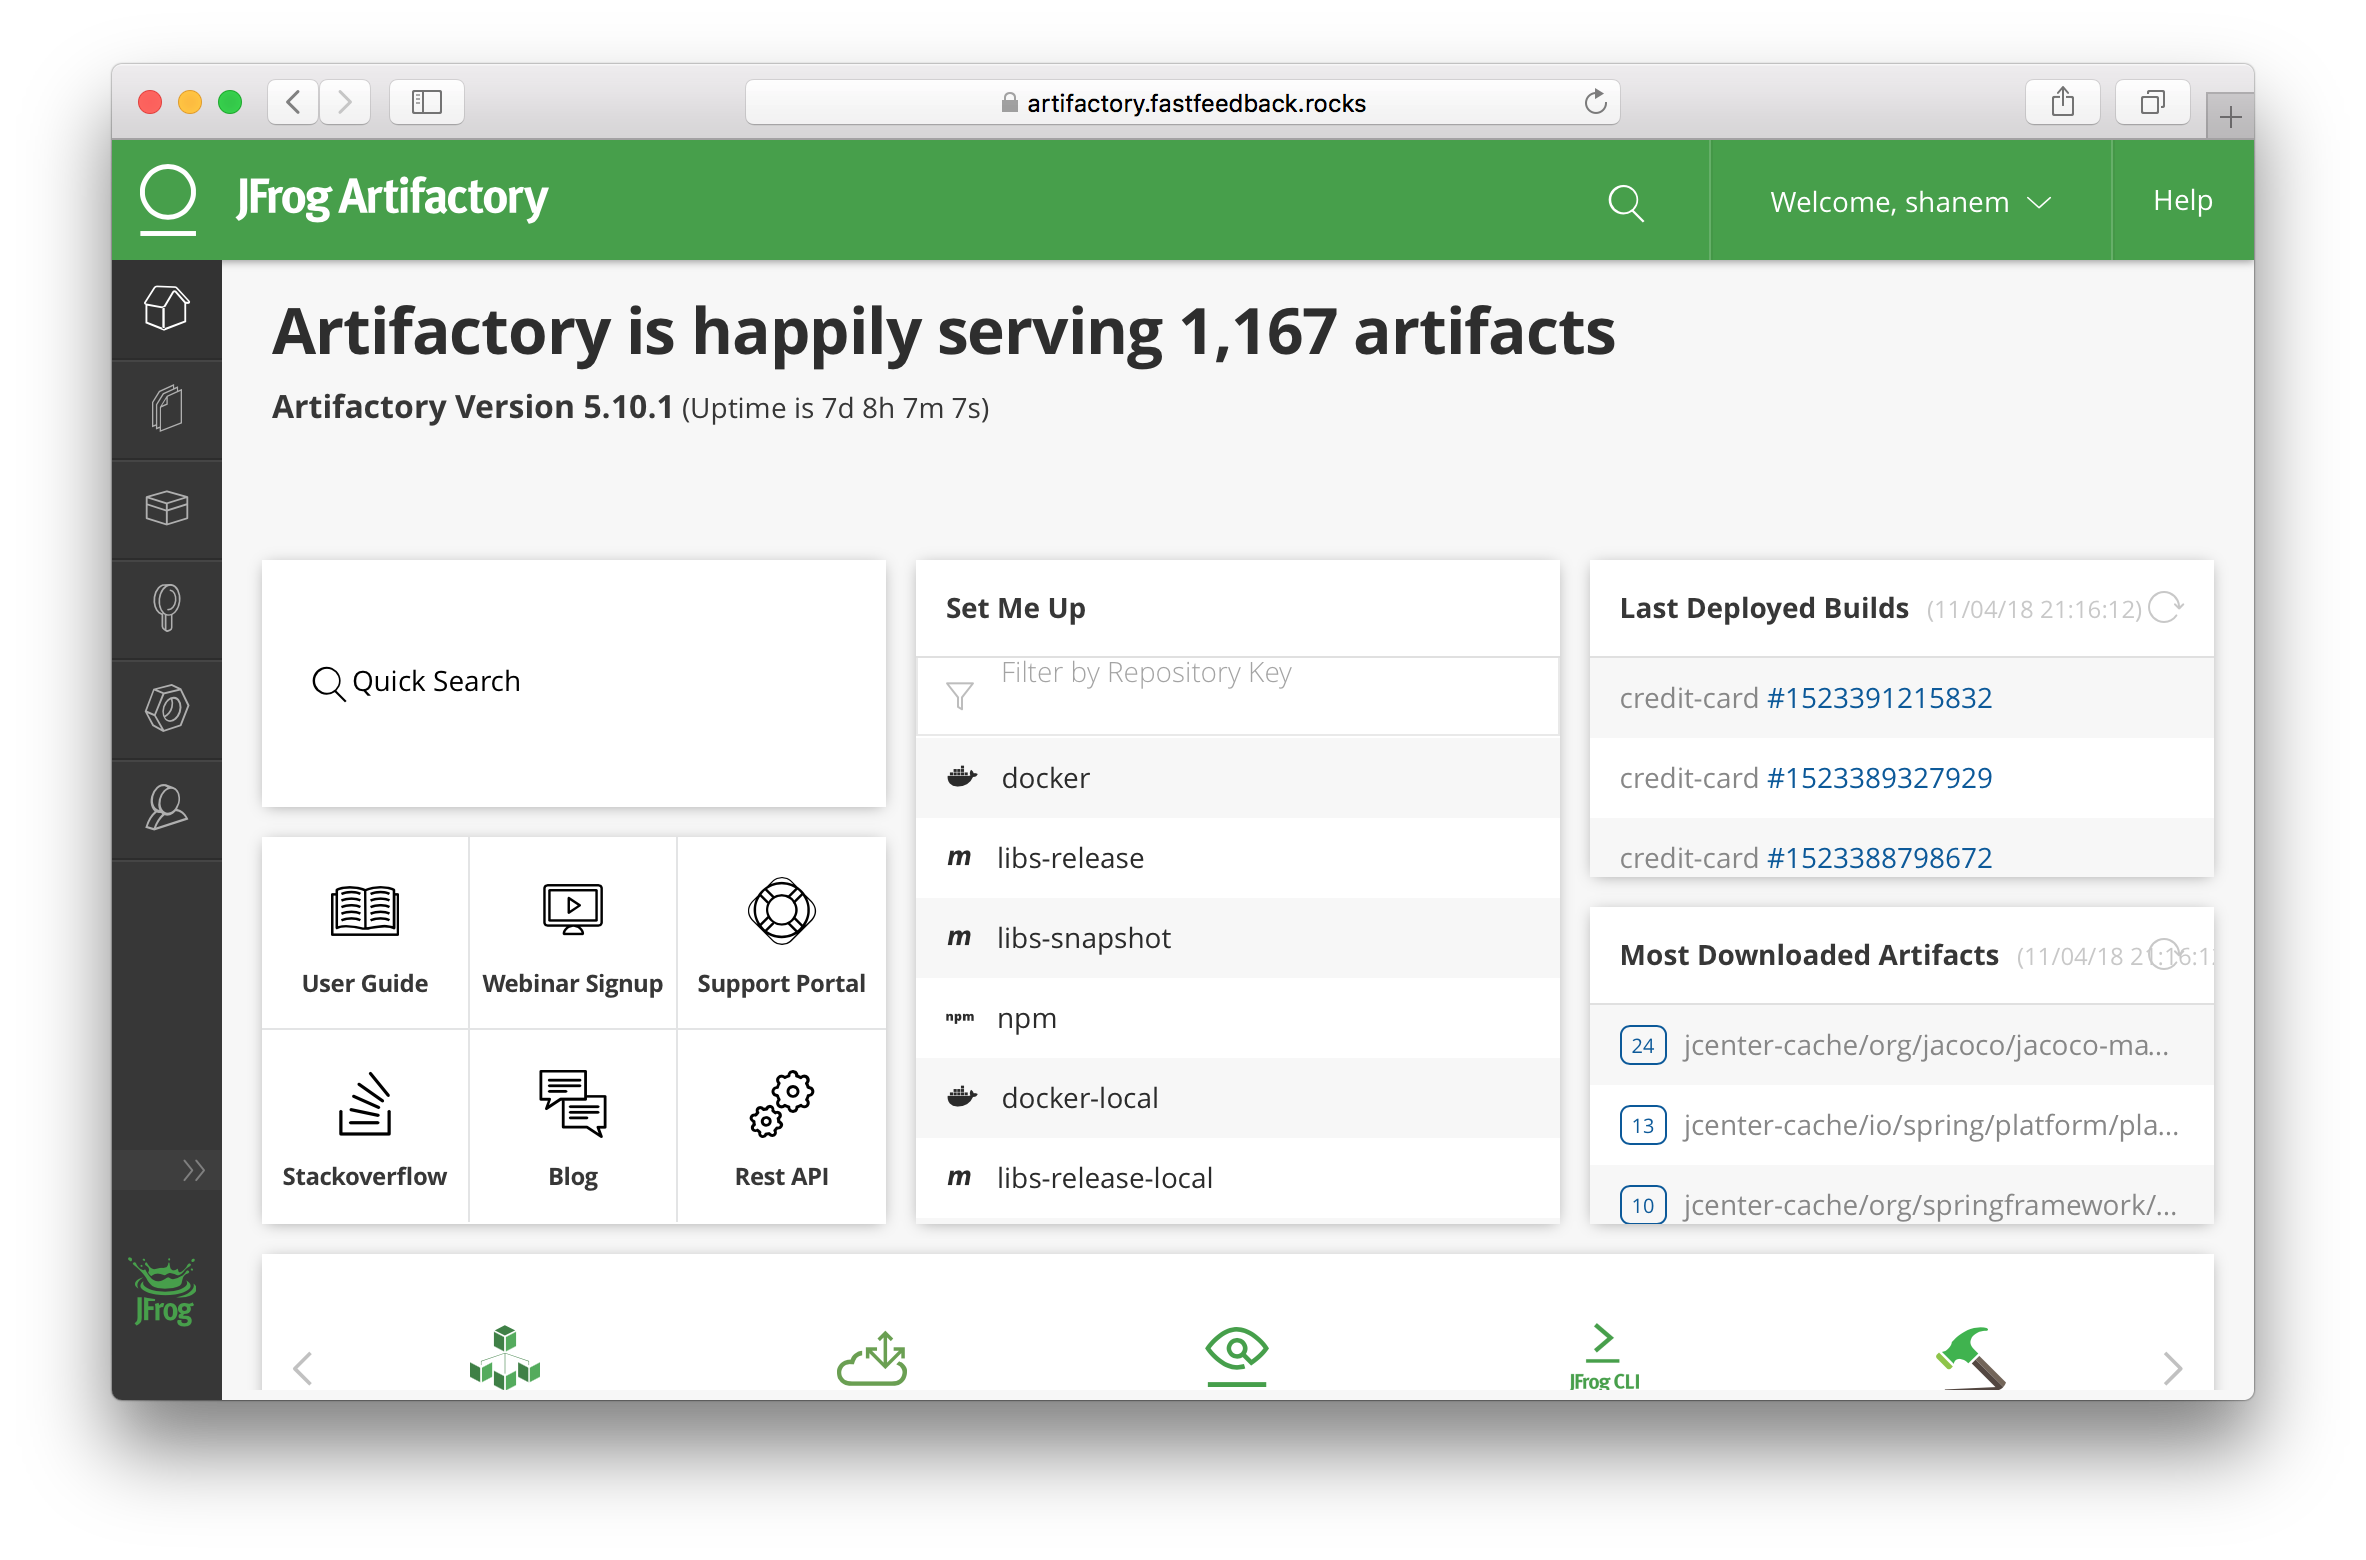 artifactory.fastfeedback.rocks
JFrog Artifactory
Welcome, shanem
Help
Artifactory is happily serving 1,167 artifacts
Artifactory Version 5.10.1 (Uptime is 7d 8h 7m 7s)
Quick Search
User Guide
Webinar Signup
Support Portal
Stackoverflow
Blog
Rest API
Set Me Up
Filter by Repository Key
docker
m libs-release
m libs-snapshot
npm npm
docker-local
m libs-release-local
Last Deployed Builds (11/04/18 21:16:12)
credit-card #1523391215832
credit-card #1523389327929
credit-card #1523388798672
Most Downloaded Artifacts (11/04/18 21:16:12
24 jcenter-cache/org/jacoco/jacoco-ma...
13 jcenter-cache/io/spring/platform/pla...
10 jcenter-cache/org/springframework/...
JFrog
JFrog CLI